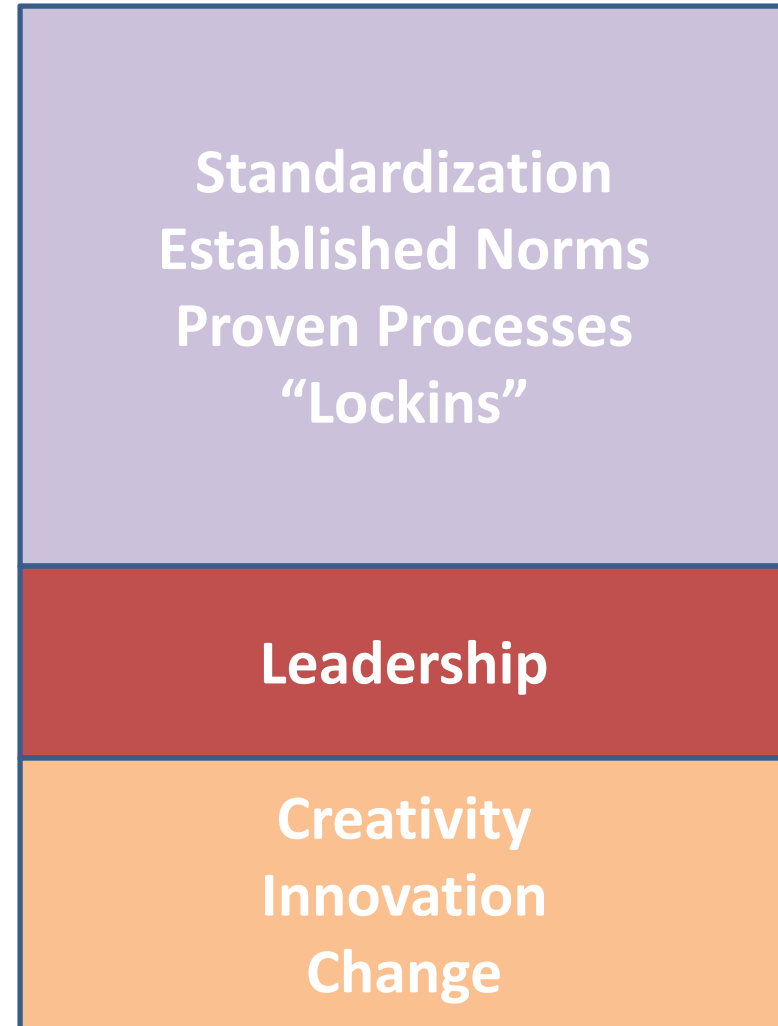 Standardization
Established Norms
Proven Processes
“Lockins”
Leadership
Creativity
Innovation
Change